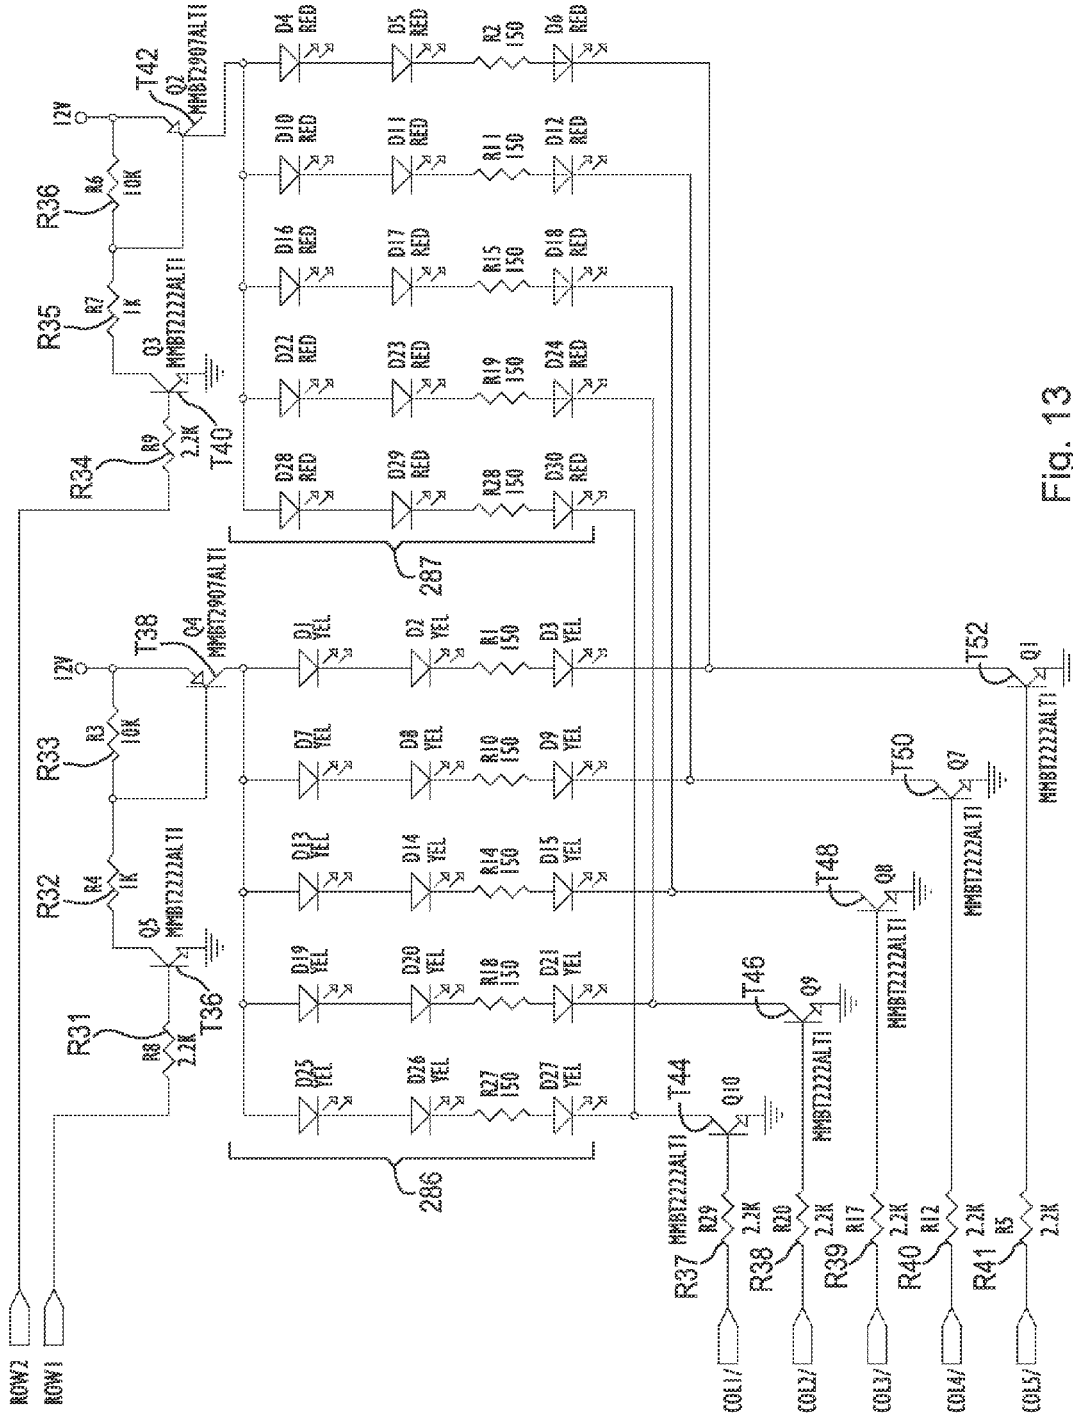 ROW2
ROW1
R31
R8
2.2K
T36
Q5
MMBT2222ALT1
R32
R4
1K
R33
R3
10K
12V
T38
Q4
MMBT2907ALT1
R34
R9
2.2K
T40
Q3
MMBT2222ALT1
R35
R7
1K
R36
R6
10K
12V
T42
Q2
MMBT2907ALT1
286
D25
YEL
D26
YEL
R27
150
D27
YEL
D19
YEL
D20
YEL
R18
150
D21
YEL
D13
YEL
D14
YEL
R14
150
D15
YEL
D7
YEL
D8
YEL
R10
150
D9
YEL
D1
YEL
D2
YEL
R1
150
D3
YEL
287
D28
RED
D29
RED
R28
150
D30
RED
D22
RED
D23
RED
R19
150
D24
RED
D16
RED
D17
RED
R15
150
D18
RED
D10
RED
D11
RED
R11
150
D12
RED
D4
RED
D5
RED
R2
150
D6
RED
COL1/
R37
R29
2.2K
MMBT2222ALT1
T44
Q10
COL2/
R38
R20
2.2K
MMBT2222ALT1
T46
Q9
COL3/
R39
R17
2.2K
MMBT2222ALT1
T48
Q8
COL4/
R40
R12
2.2K
MMBT2222ALT1
T50
Q7
COL5/
R41
R5
2.2K
MMBT2222ALT1
T52
Q1
Fig. 13